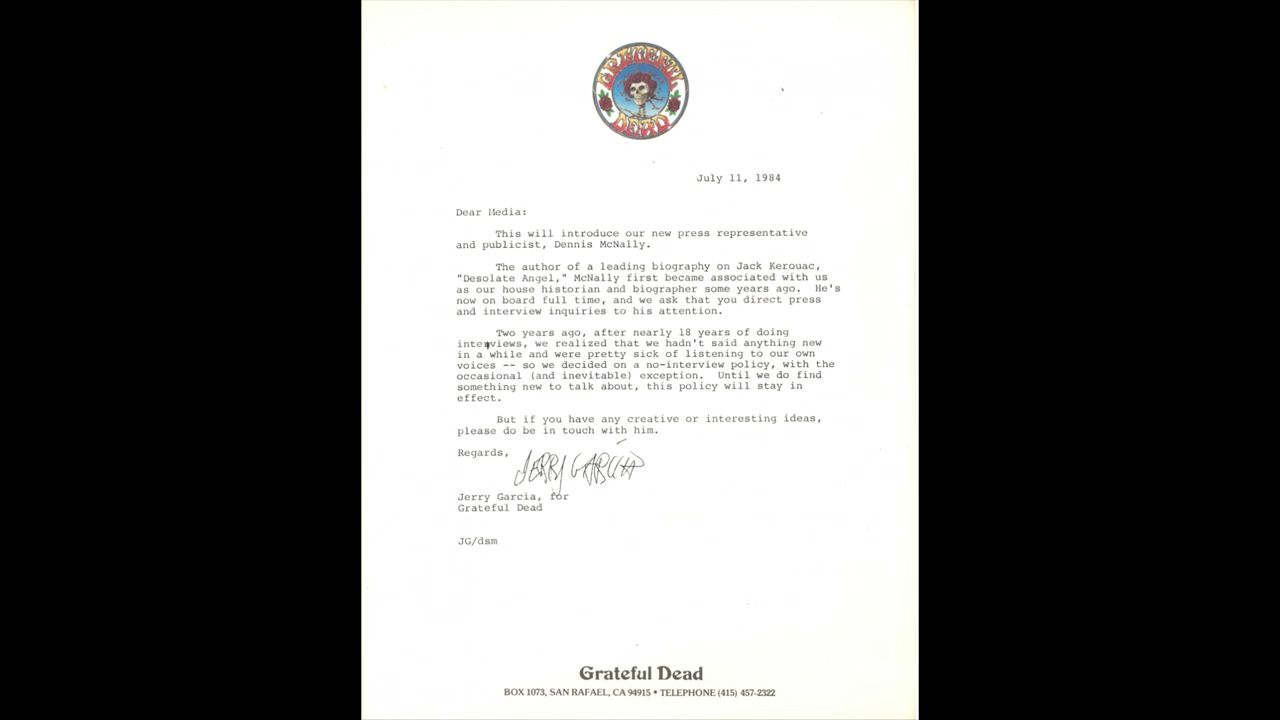 GRATEFUL
DEAD
July 11, 1984
Dear Media:
This will introduce our new press representative
and publicist, Dennis McNally.
The author of a leading biography on Jack Kerouac,
"Desolate Angel," McNally first became associated with us
as our house historian and biographer some years ago. He's
now on board full time, and we ask that you direct press
and interview inquiries to his attention.
Two years ago, after nearly 18 years of doing
interviews, we realized that we hadn't said anything new
in a while and were pretty sick of listening to our own
voices -- so we decided on a no-interview policy, with the
occasional (and inevitable) exception. Until we do find
something new to talk about, this policy will stay in
effect.
But if you have any creative or interesting ideas,
please do be in touch with him.
Regards,
JERRY GARCIA
Jerry Garcia, for
Grateful Dead
JG/dsm
Grateful Dead
BOX 1073, SAN RAFAEL, CA 94915 • TELEPHONE (415) 457-2322